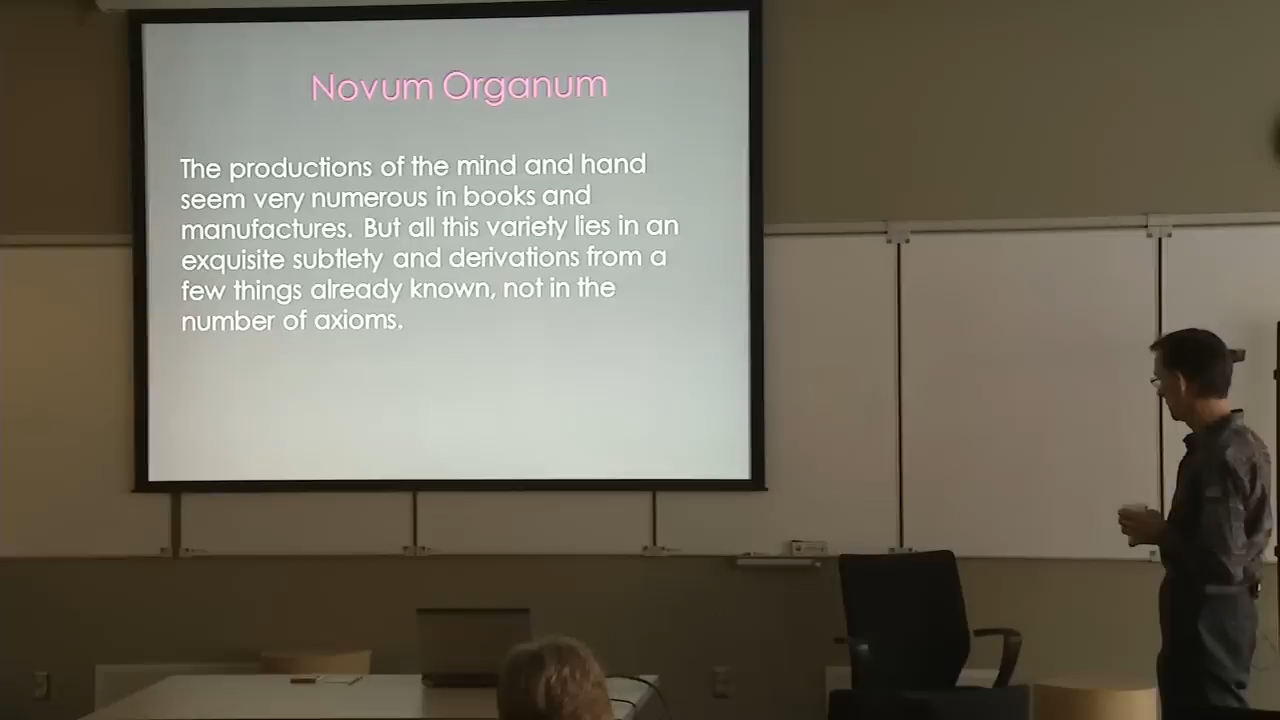 Novum Organum
The productions of the mind and hand
seem very numerous in books and
manufactures. But all this variety lies in an
exquisite subtlety and derivations from a
few things already known, not in the
number of axioms.